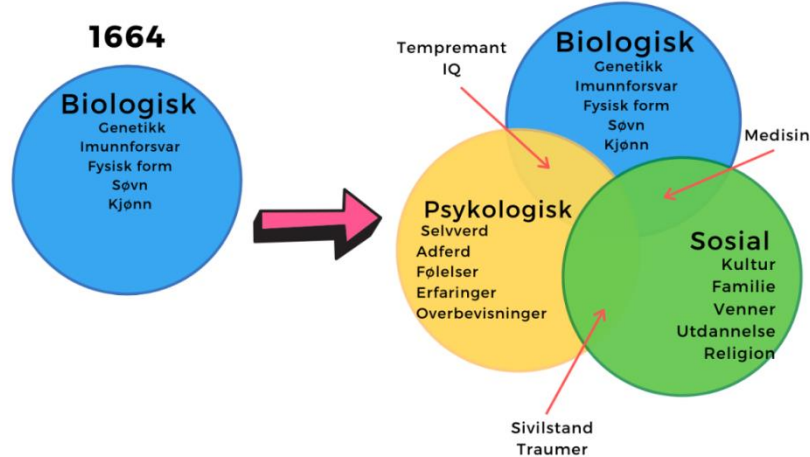 1664
Biologisk
Genetikk
Imunnforsvar
Fysisk form
Søvn
Kjønn
Tempremant
IQ
Biologisk
Genetikk
Imunnforsvar
Fysisk form
Søvn
Kjønn
Medisin
Psykologisk
Selvverd
Adferd
Følelser
Erfaringer
Overbevisninger
Sosial
Kultur
Familie
Venner
Utdannelse
Religion
Sivilstand
Traumer